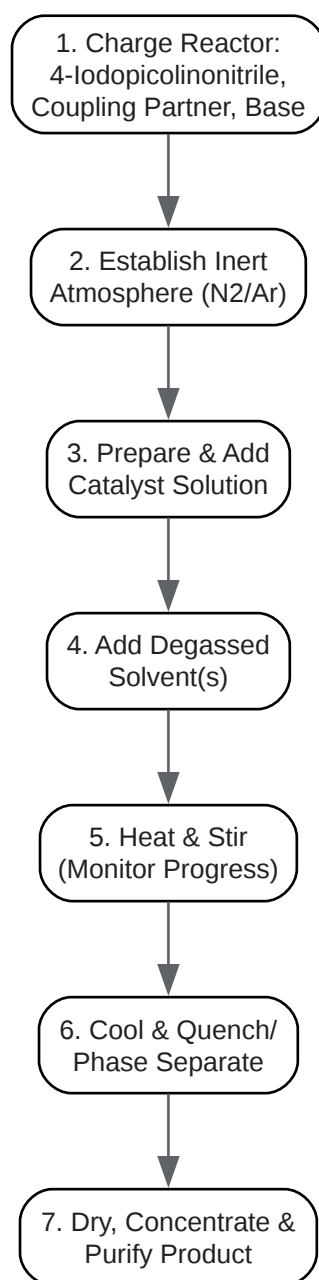 1. Charge Reactor:
4-Iodopicolinonitrile,
Coupling Partner, Base
2. Establish Inert
Atmosphere (N2/Ar)
3. Prepare & Add
Catalyst Solution
4. Add Degassed
Solvent(s)
5. Heat & Stir
(Monitor Progress)
6. Cool & Quench/
Phase Separate
7. Dry, Concentrate &
Purify Product